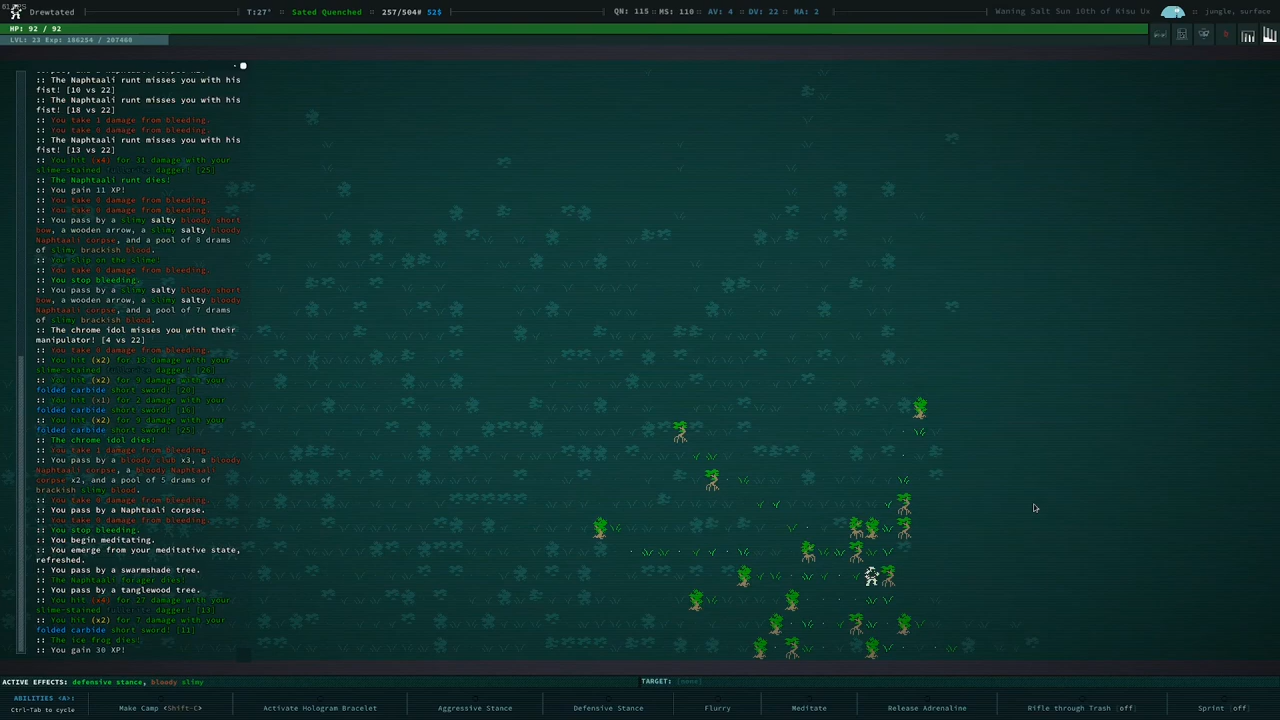 Drewtated
T:27° :: Sated Quenched :: 257/504# 52$
QN: 115 :: MS: 110 :: AV: 4 :: DV: 22 :: MA: 2
Waning Salt Sun 10th of Kisu Ux
jungle, surface
HP: 92 / 92
LVL: 23 Exp: 186254 / 207460
:: The Naphtaali runt misses you with his
fist! [10 vs 22]
:: The Naphtaali runt misses you with his
fist! [18 vs 22]
:: You take 1 damage from bleeding.
:: You take 0 damage from bleeding.
:: The Naphtaali runt misses you with his
fist! [13 vs 22]
:: You hit (x4) for 31 damage with your
slime-stained fullerite dagger! [25]
:: The Naphtaali runt dies!
:: You gain 11 XP!
:: You take 0 damage from bleeding.
:: You take 0 damage from bleeding.
:: You pass by a slimy salty bloody short
bow, a wooden arrow, a slimy salty bloody
Naphtaali corpse, and a pool of 8 drams
of slimy brackish blood.
:: You slip on the slime!
:: You take 0 damage from bleeding.
:: You stop bleeding.
:: You pass by a slimy salty bloody short
bow, a wooden arrow, a slimy salty bloody
Naphtaali corpse, and a pool of 7 drams
of slimy brackish blood.
:: The chrome idol misses you with their
manipulator! [4 vs 22]
:: You take 0 damage from bleeding.
:: You hit (x2) for 13 damage with your
slime-stained fullerite dagger! [26]
:: You hit (x2) for 9 damage with your
folded carbide short sword! [20]
:: You hit (x1) for 2 damage with your
folded carbide short sword! [16]
:: You hit (x2) for 9 damage with your
folded carbide short sword! [25]
:: The chrome idol dies!
:: You take 1 damage from bleeding.
:: You pass by a bloody club x3, a bloody
Naphtaali corpse, a bloody Naphtaali
corpse x2, and a pool of 5 drams of
brackish slimy blood.
:: You take 0 damage from bleeding.
:: You pass by a Naphtaali corpse.
:: You take 0 damage from bleeding.
:: You stop bleeding.
:: You begin meditating.
:: You emerge from your meditative state,
refreshed.
:: You pass by a swarmshade tree.
:: The Naphtaali forager dies!
:: You pass by a tanglewood tree.
:: You hit (x4) for 27 damage with your
slime-stained fullerite dagger! [13]
:: You hit (x2) for 7 damage with your
folded carbide short sword! [11]
:: The ice frog dies!
:: You gain 30 XP!
ACTIVE EFFECTS: defensive stance, bloody slimy
TARGET: [none]
ABILITIES <A>:
Ctrl-Tab to cycle
Make Camp <Shift-C>
Activate Hologram Bracelet
Aggressive Stance
Defensive Stance
Flurry
Meditate
Release Adrenaline
Rifle through Trash [off]
Sprint [off]